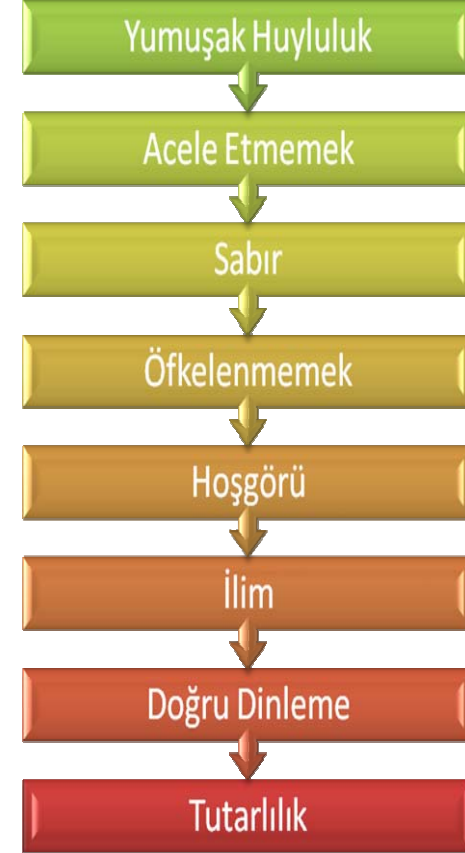 Yumuşak Huyluluk
Acele Etmemek
Sabır
Öfkelenmemek
Hoşgörü
İlim
Doğru Dinleme
Tutarlılık